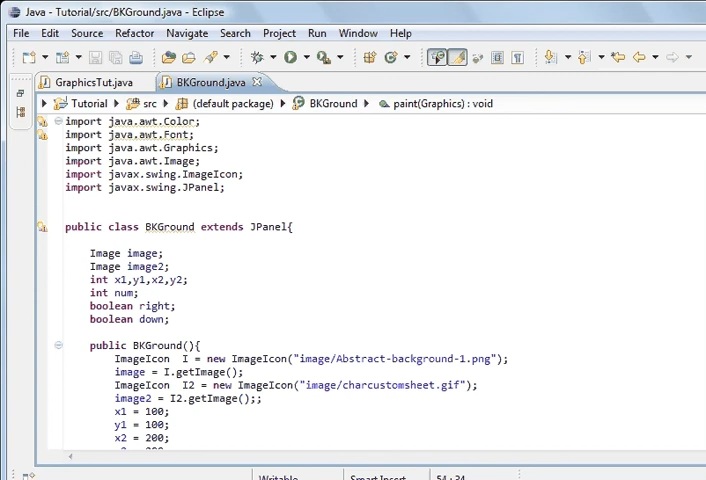 Java - Tutorial/src/BKGround.java - Eclipse
File Edit Source Refactor Navigate Search Project Run Window Help
GraphicsTut.java BKGround.java
Tutorial src (default package) BKGround paint(Graphics) : void
import java.awt.Color;
import java.awt.Font;
import java.awt.Graphics;
import java.awt.Image;
import javax.swing.ImageIcon;
import javax.swing.JPanel;
public class BKGround extends JPanel{
Image image;
Image image2;
int x1,y1,x2,y2;
int num;
boolean right;
boolean down;
public BKGround(){
ImageIcon I = new ImageIcon("image/Abstract-background-1.png");
image = I.getImage();
ImageIcon I2 = new ImageIcon("image/charcustomsheet.gif");
image2 = I2.getImage();;
x1 = 100;
y1 = 100;
x2 = 200;
Writable Smart Insert 54 : 34